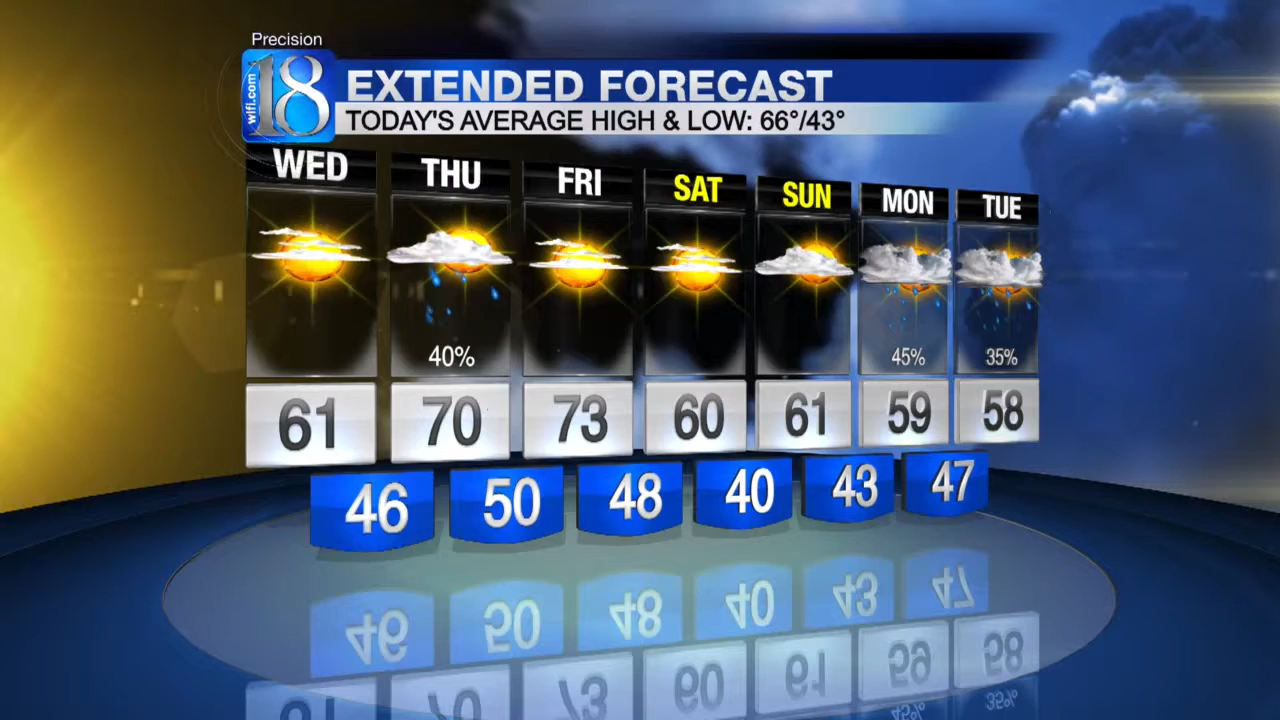 Precision
wlfi.com
18
EXTENDED FORECAST
TODAY'S AVERAGE HIGH & LOW: 66°/43°
WED THU FRI SAT SUN MON TUE
40% 45% 35%
61 70 73 60 61 59 58
46 50 48 40 43 47